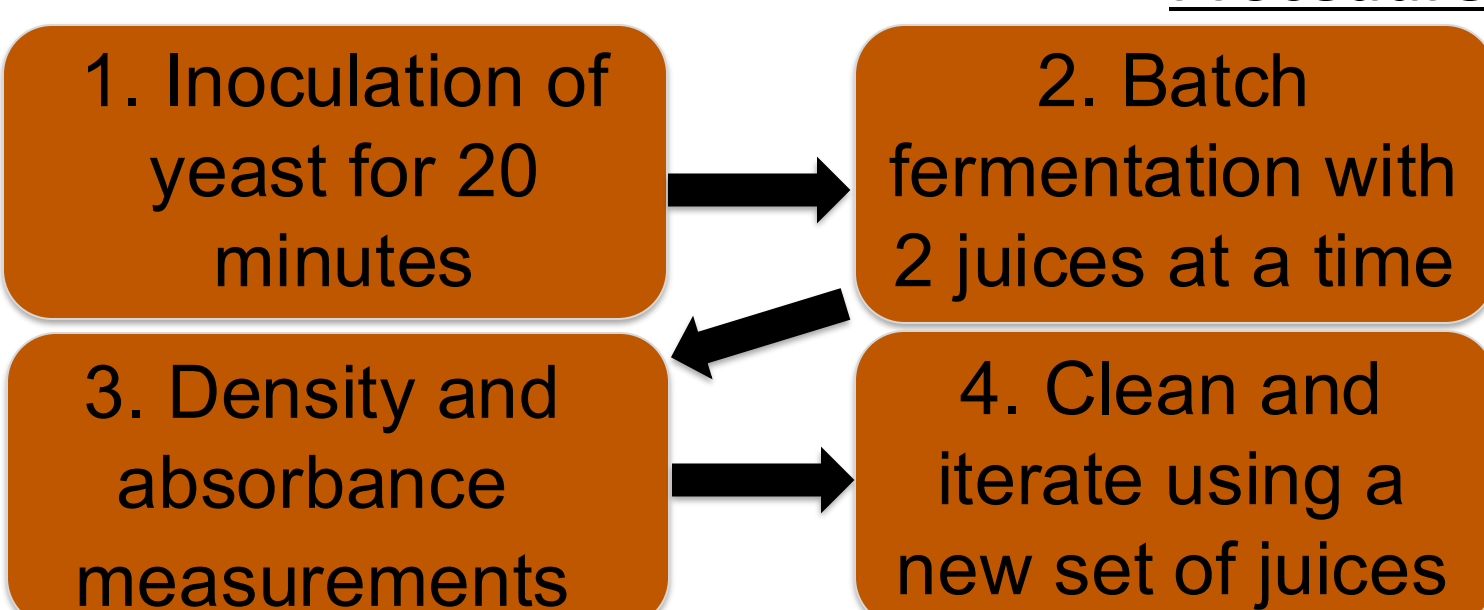 1. Inoculation of
yeast for 20
minutes
2. Batch
fermentation with
2 juices at a time
3. Density and
absorbance
measurements
4. Clean and
iterate using a
new set of juices